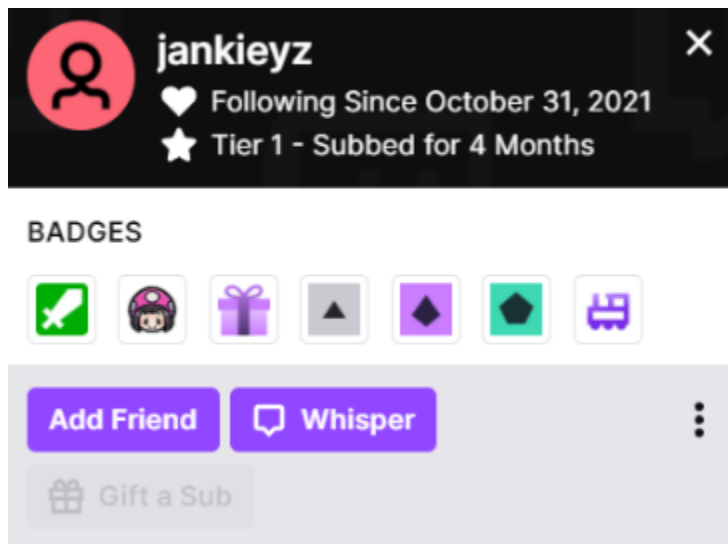 jankieyz
Following Since October 31, 2021
Tier 1 - Subbed for 4 Months
BADGES
Add Friend
Whisper
Gift a Sub